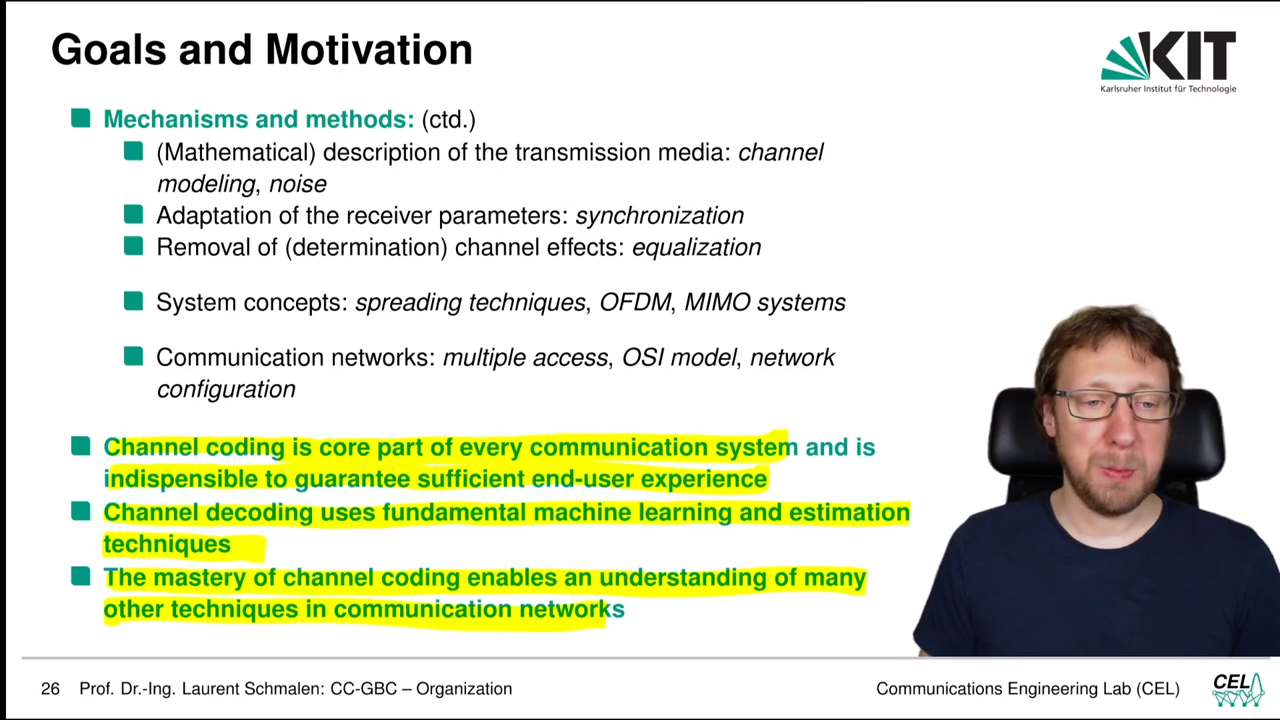 Goals and Motivation
KIT
Karlsruher Institut für Technologie
Mechanisms and methods: (ctd.)
(Mathematical) description of the transmission media: channel
modeling, noise
Adaptation of the receiver parameters: synchronization
Removal of (determination) channel effects: equalization
System concepts: spreading techniques, OFDM, MIMO systems
Communication networks: multiple access, OSI model, network
configuration
Channel coding is core part of every communication system and is
indispensible to guarantee sufficient end-user experience
Channel decoding uses fundamental machine learning and estimation
techniques
The mastery of channel coding enables an understanding of many
other techniques in communication networks
26 Prof. Dr.-Ing. Laurent Schmalen: CC-GBC – Organization
Communications Engineering Lab (CEL)
CEL